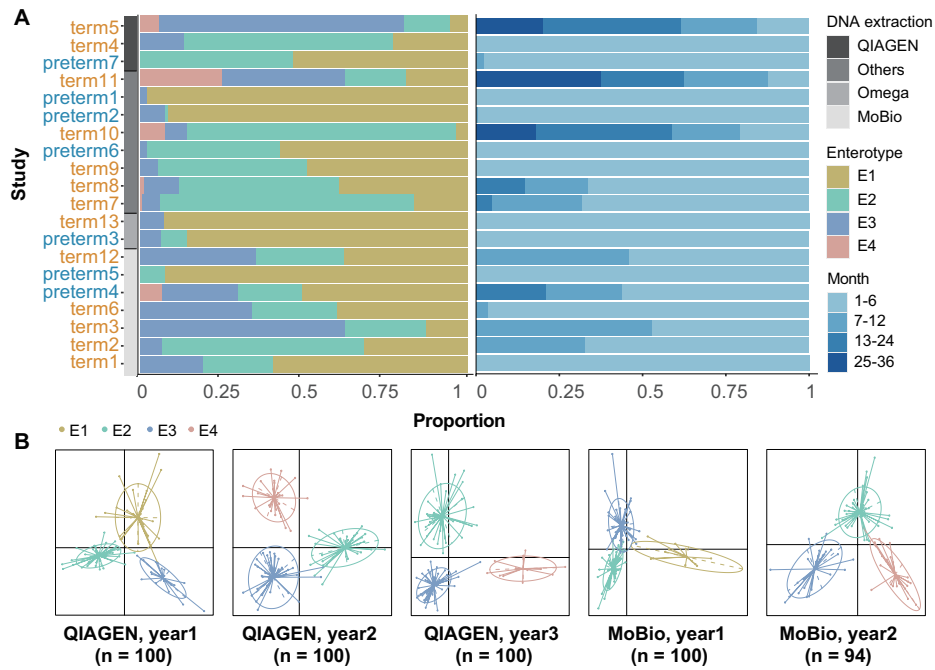 A
Study
term5
term4
preterm7
term11
preterm1
preterm2
term10
preterm6
term9
term8
term7
term13
preterm3
term12
preterm5
preterm4
term6
term3
term2
term1
0 0.25 0.5 0.75 1
0 0.25 0.5 0.75 1
Proportion
DNA extraction
QIAGEN
Others
Omega
MoBio
Enterotype
E1
E2
E3
E4
Month
1-6
7-12
13-24
25-36
B
E1 E2 E3 E4
QIAGEN, year1
(n = 100)
QIAGEN, year2
(n = 100)
QIAGEN, year3
(n = 100)
MoBio, year1
(n = 100)
MoBio, year2
(n = 94)